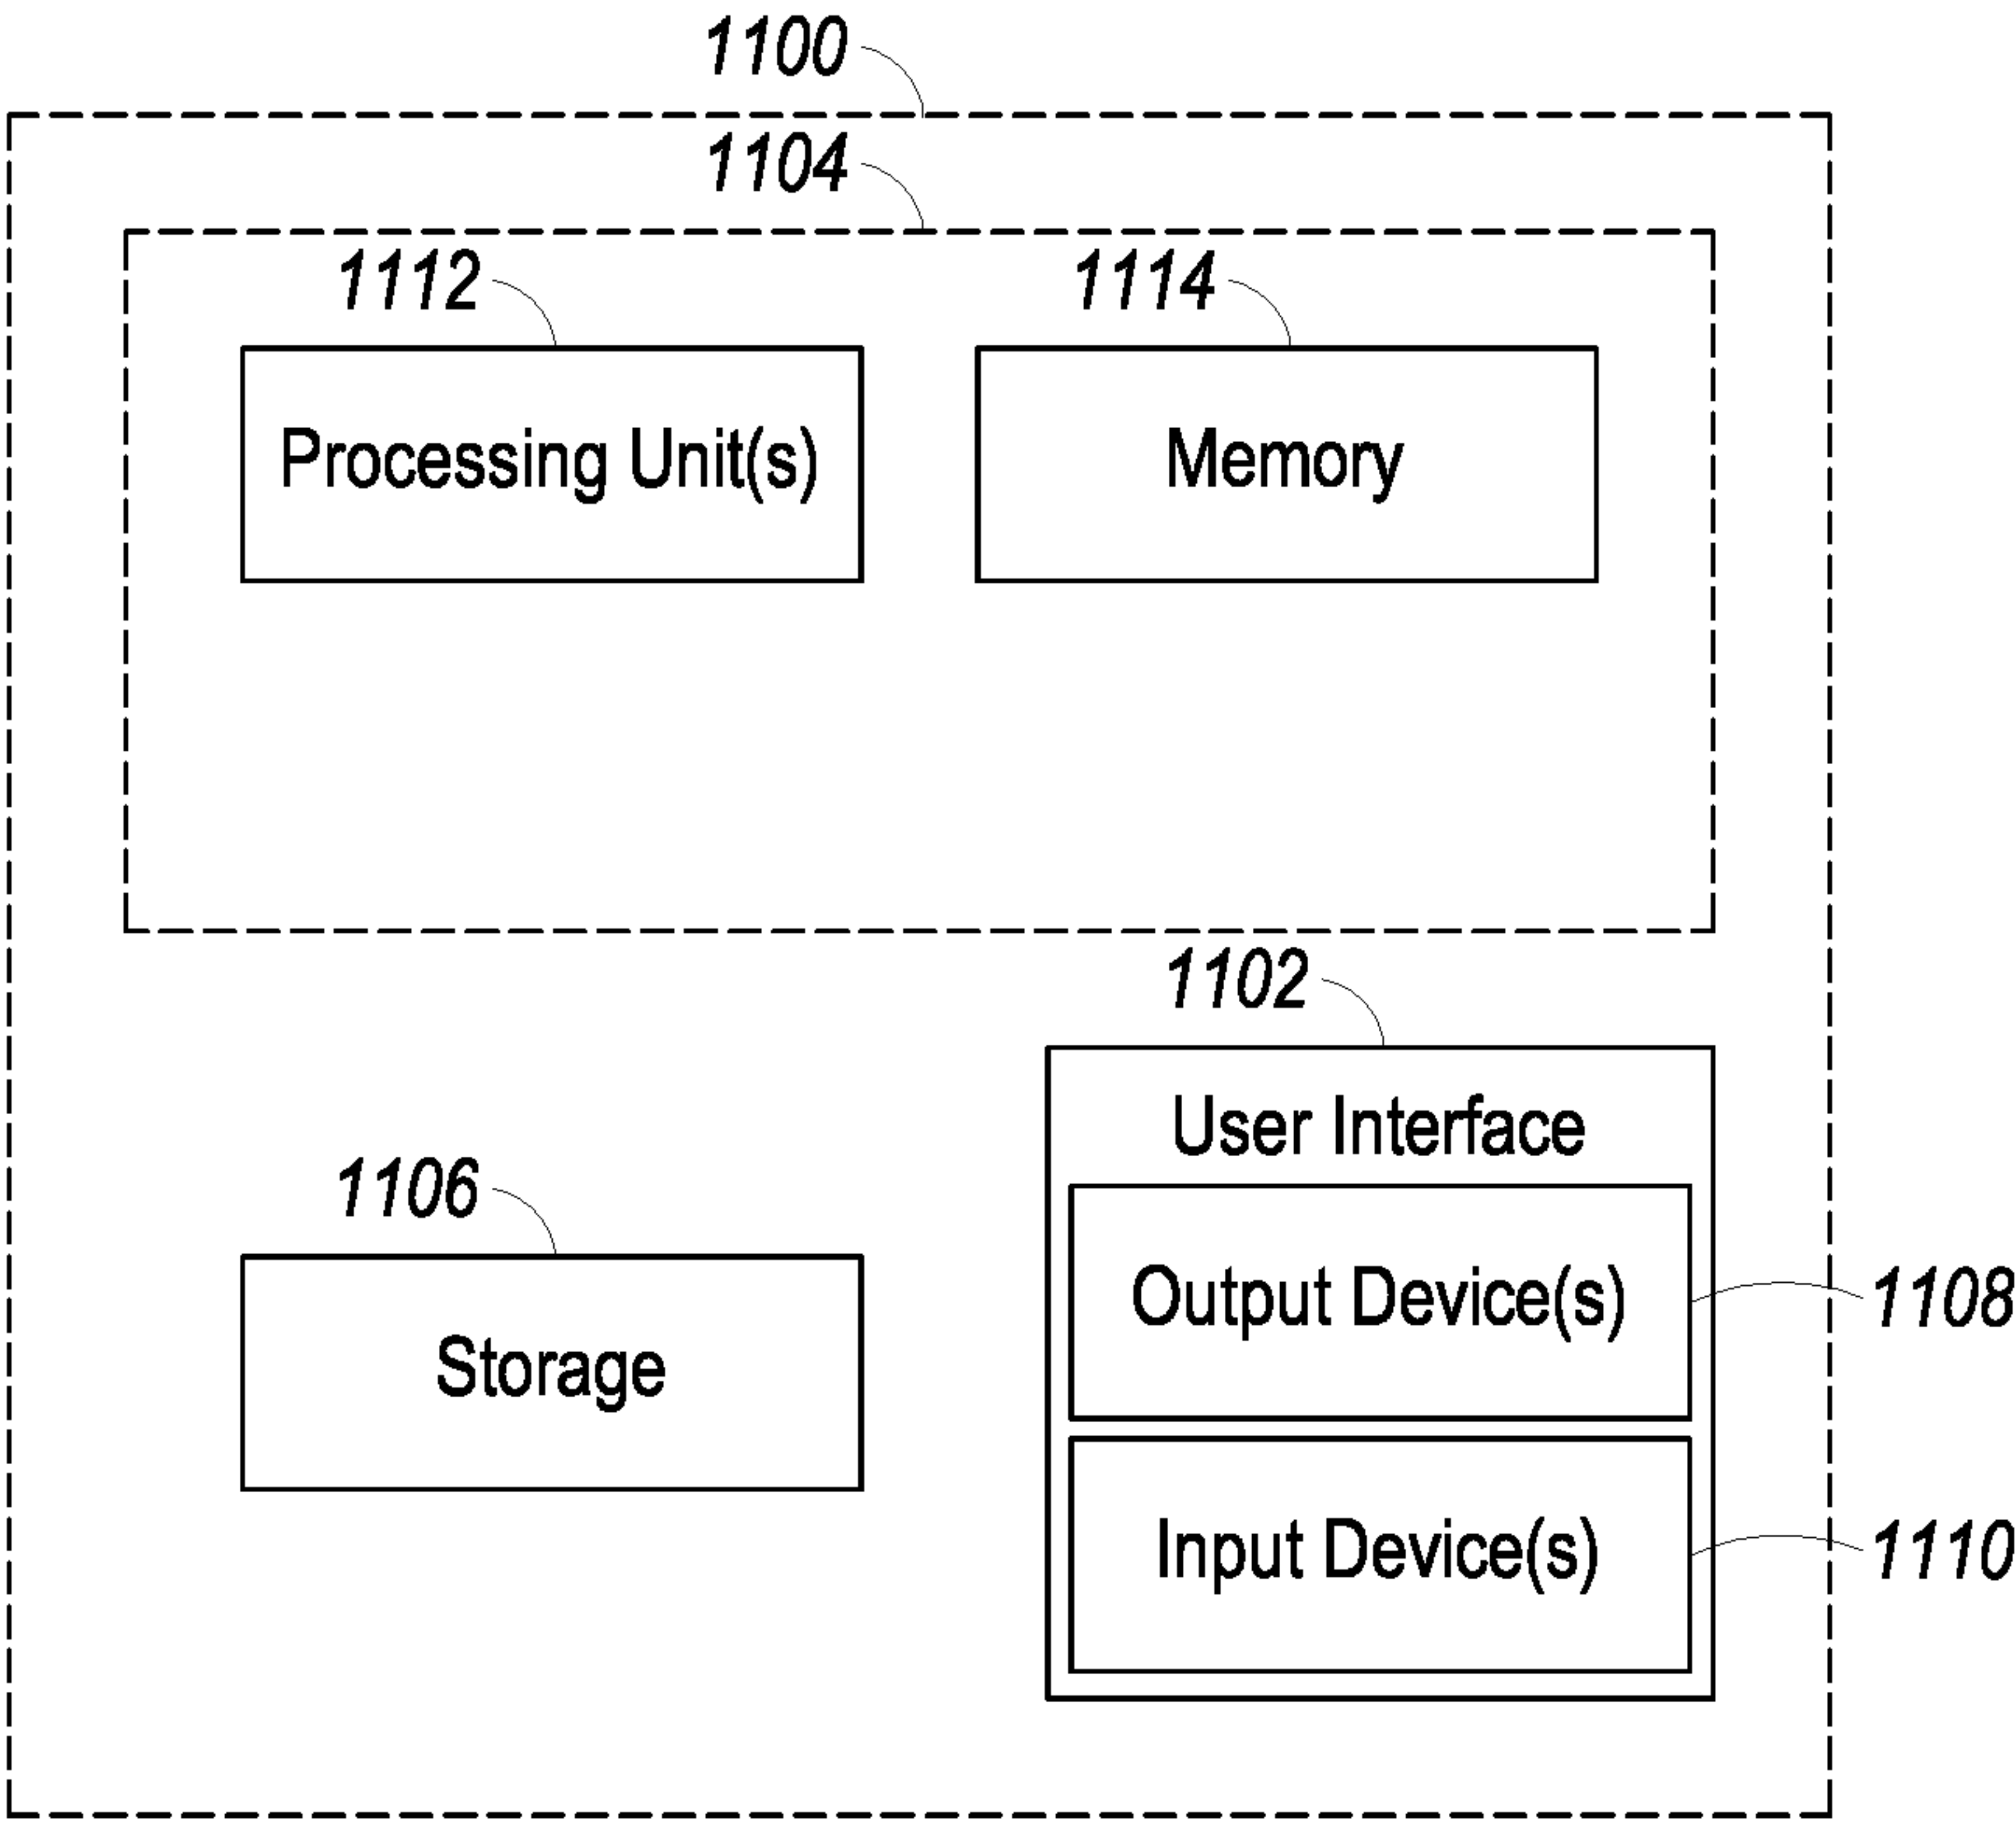 1100
1104
1112
1114
Processing Unit(s)
Memory
1102
User Interface
1106
Output Device(s)
1108
Storage
Input Device(s)
1110